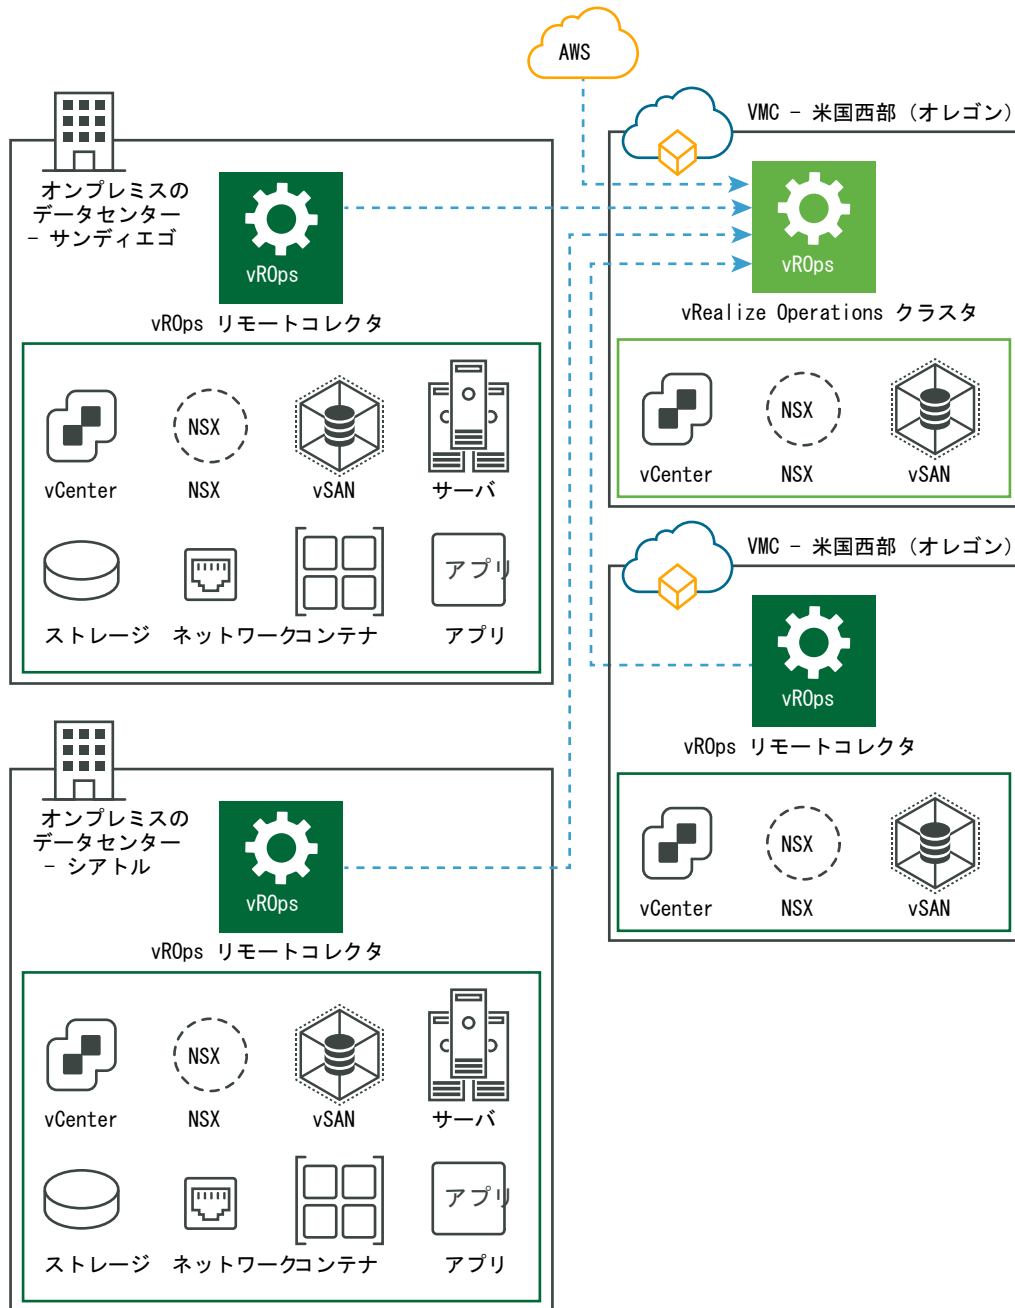 AWS
VMC – 米国西部（オレゴン）
オンプレミスの
データセンター
– サンディエゴ
vROps
vROps リモートコレクタ
vCenter
NSX
NSX
vSAN
サーバ
ストレージ
ネットワーク
コンテナ
アプリ
アプリ
vROps
vRealize Operations クラスタ
vCenter
NSX
NSX
vSAN
VMC – 米国西部（オレゴン）
vROps
vROps リモートコレクタ
vCenter
NSX
NSX
vSAN
オンプレミスの
データセンター
– シアトル
vROps
vROps リモートコレクタ
vCenter
NSX
NSX
vSAN
サーバ
ストレージ
ネットワーク
コンテナ
アプリ
アプリ